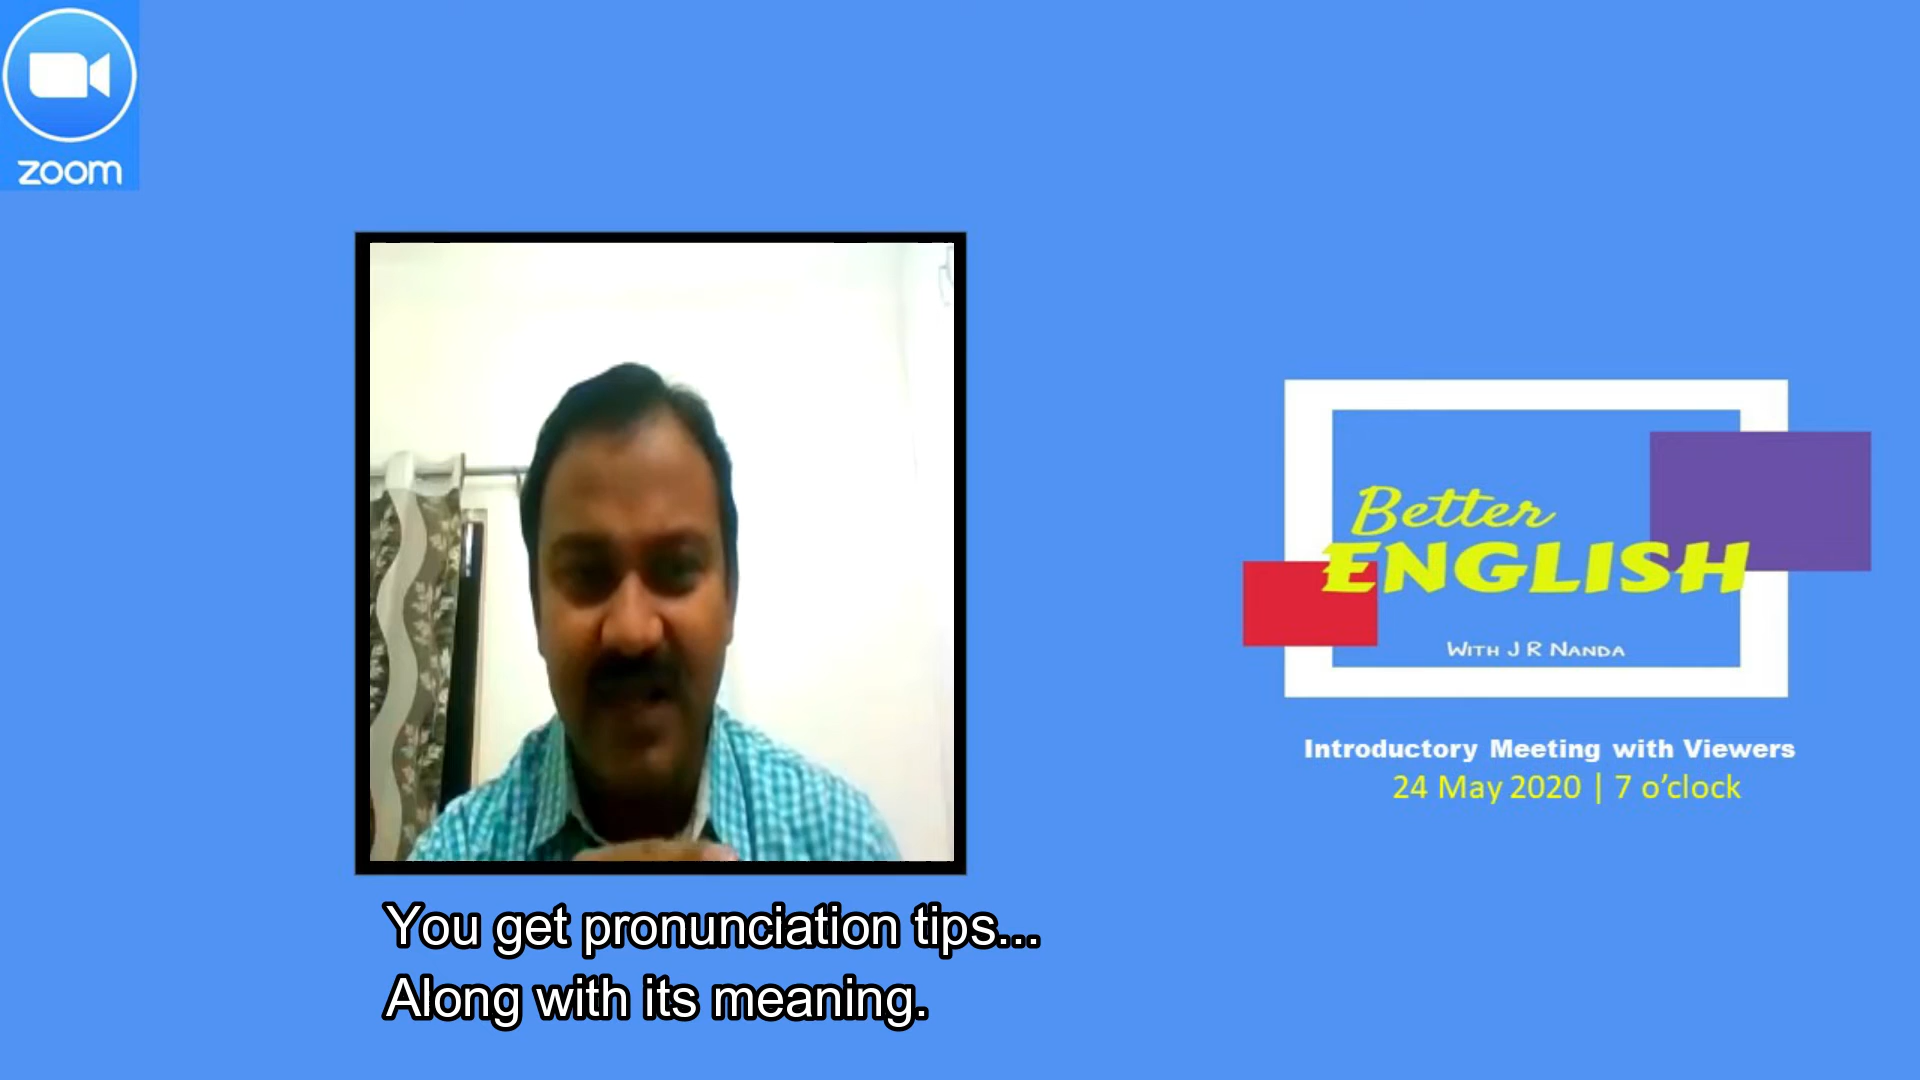 zoom
Better
ENGLISH
WITH J R NANDA
Introductory Meeting with Viewers
24 May 2020 | 7 o’clock
You get pronunciation tips...
Along with its meaning.